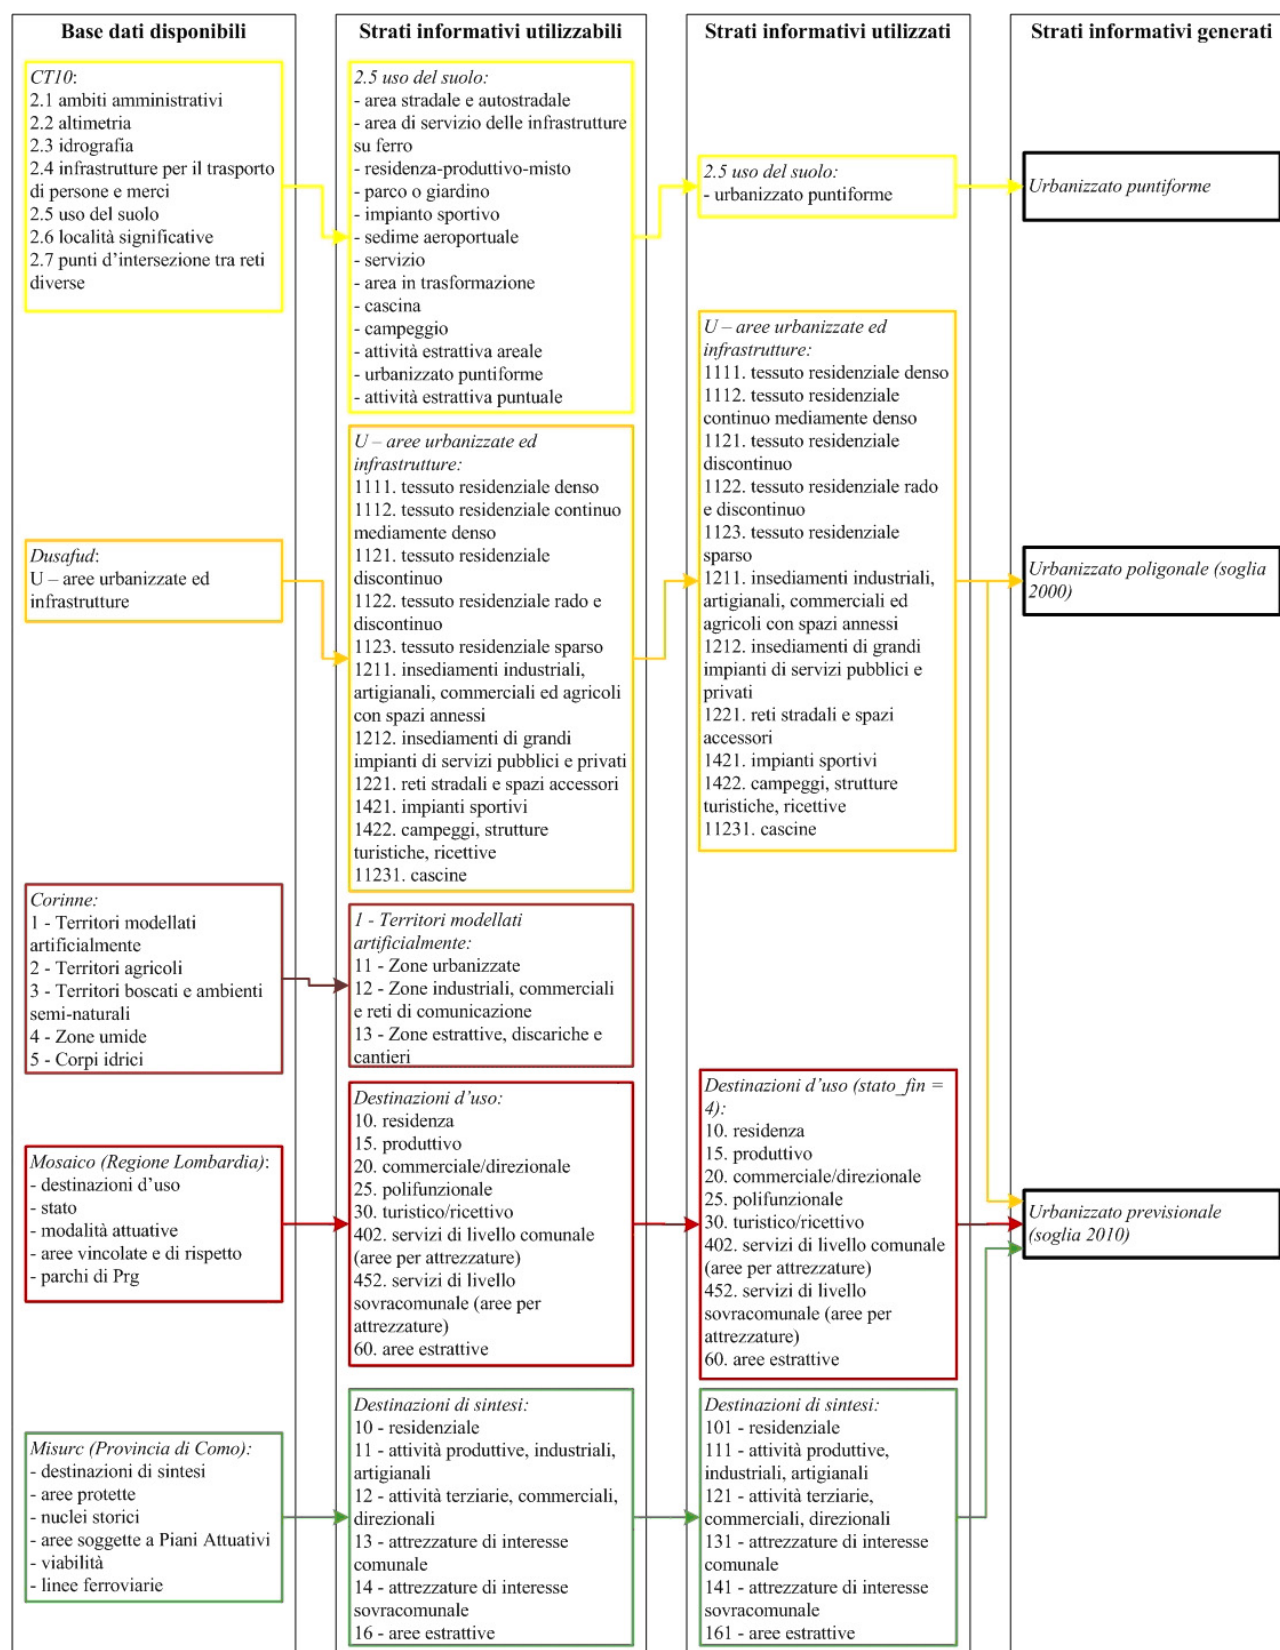 Base dati disponibili
CT10:
2.1 ambiti amministrativi
2.2 altimetria
2.3 idrografia
2.4 infrastrutture per il trasporto
di persone e merci
2.5 uso del suolo
2.6 località significative
2.7 punti d'intersezione tra reti
diverse
Dusafud:
U – aree urbanizzate ed
infrastrutture
Corinne:
1 - Territori modellati
artificialmente
2 - Territori agricoli
3 - Territori boscati e ambienti
semi-naturali
4 - Zone umide
5 - Corpi idrici
Mosaico (Regione Lombardia):
- destinazioni d'uso
- stato
- modalità attuative
- aree vincolate e di rispetto
- parchi di Prg
Misurc (Provincia di Como):
- destinazioni di sintesi
- aree protette
- nuclei storici
- aree soggette a Piani Attuativi
- viabilità
- linee ferroviarie
Strati informativi utilizzabili
2.5 uso del suolo:
- area stradale e autostradale
- area di servizio delle infrastrutture
su ferro
- residenza-produttivo-misto
- parco o giardino
- impianto sportivo
- sedime aeroportuale
- servizio
- area in trasformazione
- cascina
- campeggio
- attività estrattiva areale
- urbanizzato puntiforme
- attività estrattiva puntuale
U – aree urbanizzate ed
infrastrutture:
1111. tessuto residenziale denso
1112. tessuto residenziale continuo
mediamente denso
1121. tessuto residenziale
discontinuo
1122. tessuto residenziale rado e
discontinuo
1123. tessuto residenziale sparso
1211. insediamenti industriali,
artigianali, commerciali ed agricoli
con spazi annessi
1212. insediamenti di grandi
impianti di servizi pubblici e privati
1221. reti stradali e spazi accessori
1421. impianti sportivi
1422. campeggi, strutture
turistiche, ricettive
11231. cascine
1 - Territori modellati
artificialmente:
11 - Zone urbanizzate
12 - Zone industriali, commerciali
e reti di comunicazione
13 - Zone estrattive, discariche e
cantieri
Destinazioni d'uso:
10. residenza
15. produttivo
20. commerciale/direzionale
25. polifunzionale
30. turistico/ricettivo
402. servizi di livello comunale
(aree per attrezzature)
452. servizi di livello
sovracomunale (aree per
attrezzature)
60. aree estrattive
Destinazioni di sintesi:
10 - residenziale
11 - attività produttive, industriali,
artigianali
12 - attività terziarie, commerciali,
direzionali
13 - attrezzature di interesse
comunale
14 - attrezzature di interesse
sovracomunale
16 - aree estrattive
Strati informativi utilizzati
2.5 uso del suolo:
- urbanizzato puntiforme
U – aree urbanizzate ed
infrastrutture:
1111. tessuto residenziale denso
1112. tessuto residenziale
continuo mediamente denso
1121. tessuto residenziale
discontinuo
1122. tessuto residenziale rado
e discontinuo
1123. tessuto residenziale
sparso
1211. insediamenti industriali,
artigianali, commerciali ed
agricoli con spazi annessi
1212. insediamenti di grandi
impianti di servizi pubblici e
privati
1221. reti stradali e spazi
accessori
1421. impianti sportivi
1422. campeggi, strutture
turistiche, ricettive
11231. cascine
Destinazioni d'uso (stato_fin =
4):
10. residenza
15. produttivo
20. commerciale/direzionale
25. polifunzionale
30. turistico/ricettivo
402. servizi di livello comunale
(aree per attrezzature)
452. servizi di livello
sovracomunale (aree per
attrezzature)
60. aree estrattive
Destinazioni di sintesi:
101 - residenziale
111 - attività produttive,
industriali, artigianali
121 - attività terziarie,
commerciali, direzionali
131 - attrezzature di interesse
comunale
141 - attrezzature di interesse
sovracomunale
161 - aree estrattive
Strati informativi generati
Urbanizzato puntiforme
Urbanizzato poligonale (soglia
2000)
Urbanizzato previsionale
(soglia 2010)